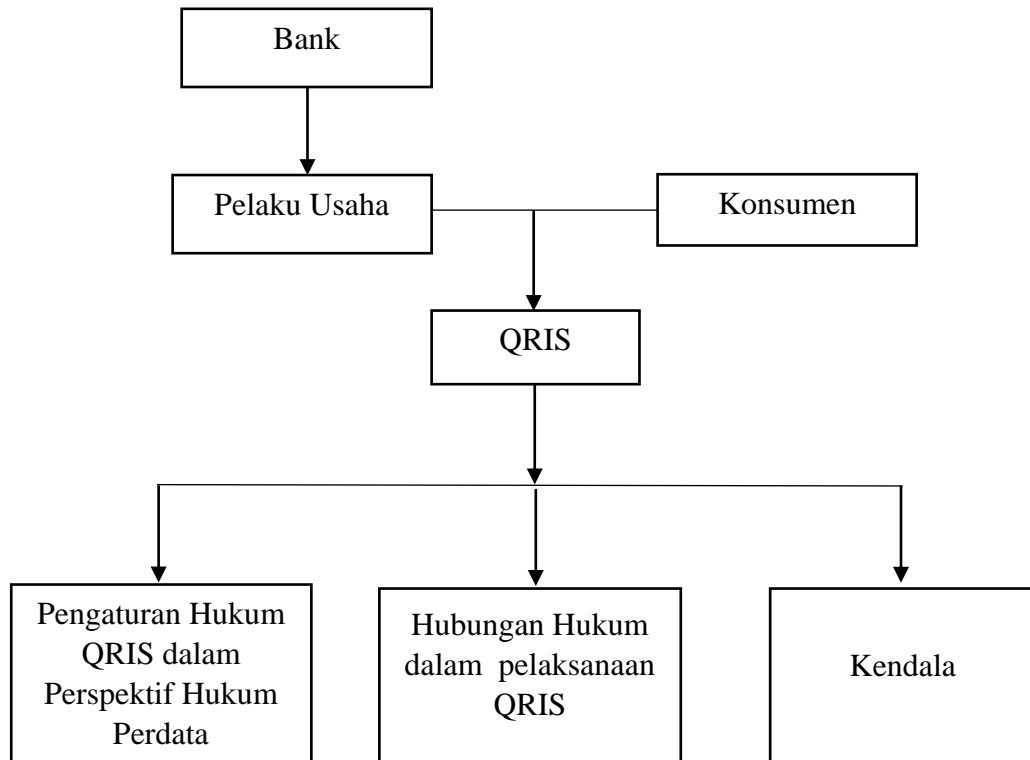 Bank
Pelaku Usaha
Konsumen
QRIS
Pengaturan Hukum
QRIS dalam
Perspektif Hukum
Perdata
Hubungan Hukum
dalam pelaksanaan
QRIS
Kendala